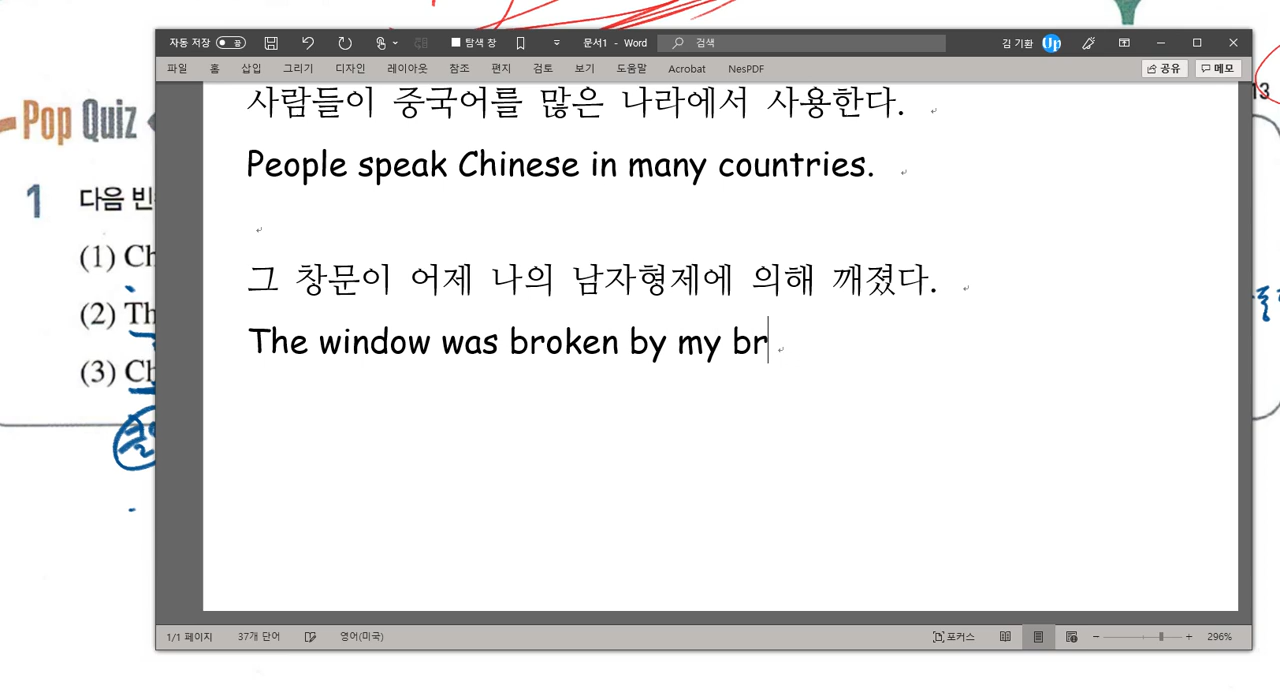 자동 저장 끔 탐색 창 문서1 - Word 검색 김 기환 Up
파일 홈 삽입 그리기 디자인 레이아웃 참조 편지 검토 보기 도움말 Acrobat NesPDF 공유 메모
사람들이 중국어를 많은 나라에서 사용한다.
People speak Chinese in many countries.
그 창문이 어제 나의 남자형제에 의해 깨졌다.
The window was broken by my br
Pop Quiz
13
1 다음 빈
(1) Ch
(2) Th
(3) Ch
1/1 페이지 37개 단어 영어(미국) 포커스 296%